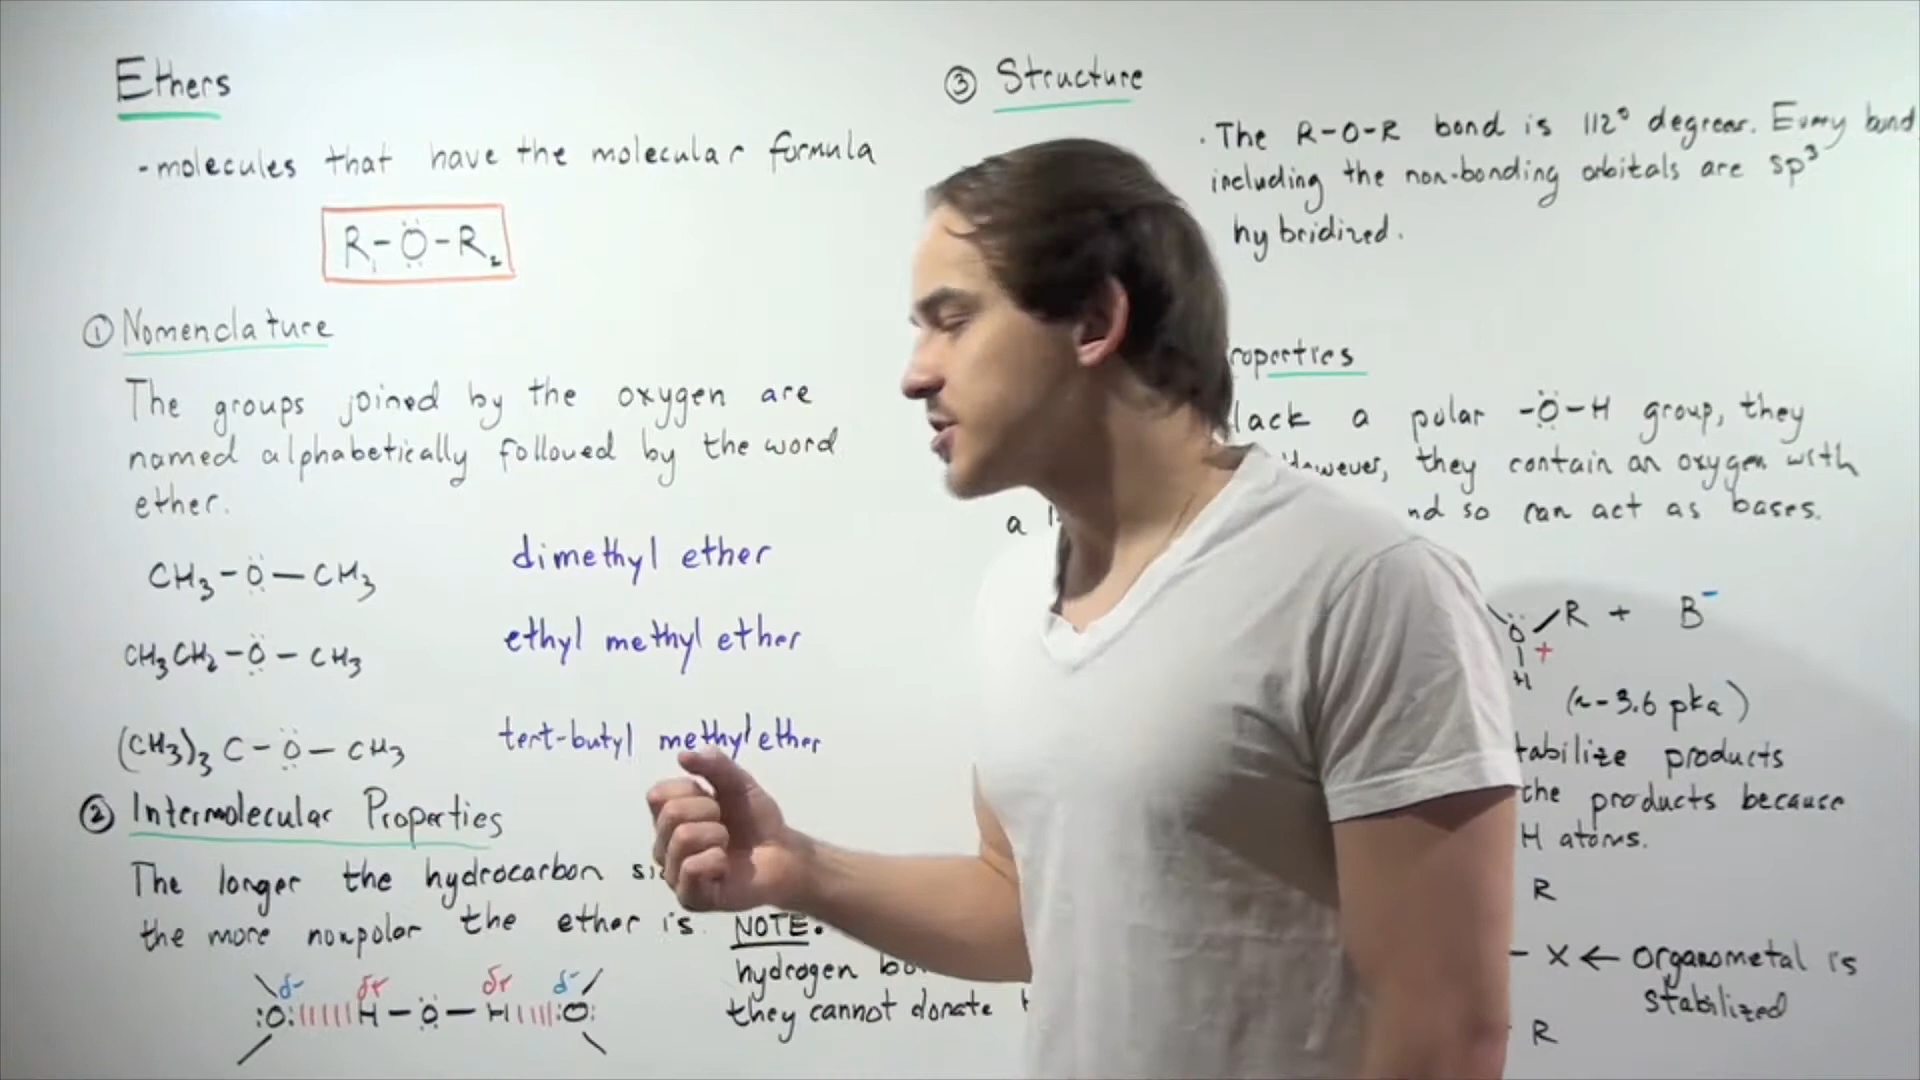 Ethers
- molecules that have the molecular formula
R₁-Ö-R₂
① Nomenclature
The groups joined by the oxygen are
named alphabetically followed by the word
ether.
CH₃-O-CH₃ dimethyl ether
CH₃CH₂-O-CH₃ ethyl methyl ether
(CH₃)₃C-O-CH₃ tert-butyl methyl ether
② Intermolecular Properties
The longer the hydrocarbon
the more nonpolar the ether is.
δ- δ+ δ+ δ-
:O: H-O-H :O:
NOTE:
hydrogen
they cannot donate
③ Structure
· The R-O-R bond is 112° degrees. Every bond
including the non-bonding orbitals are sp³
hybridized.
roperties
lack a polar -O-H group, they
However, they contain an oxygen with
a
nd so can act as bases.
O R + B⁻
+
H
(~-3.6 pka)
tabilize products
the products because
H atoms.
R
- X ← organometal is
stabilized
R